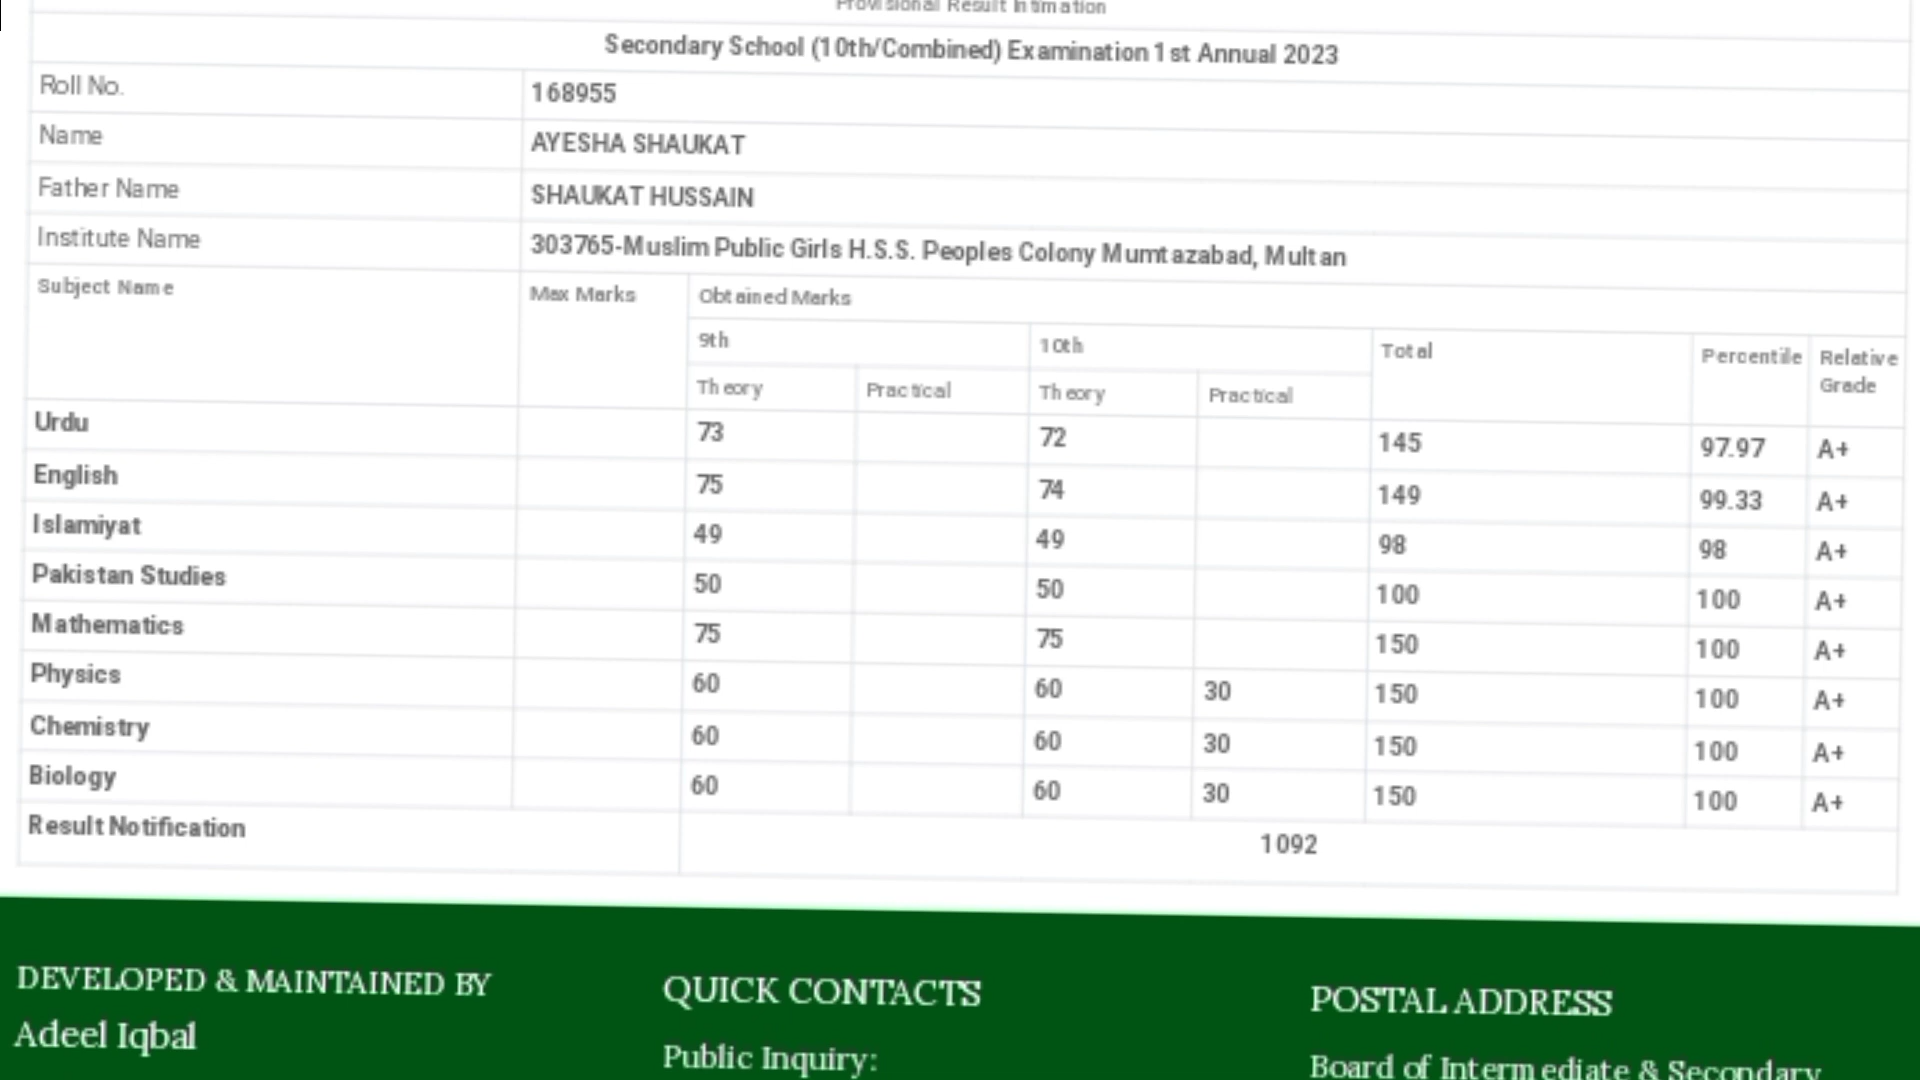 Provisional Result Intimation
Secondary School (10th/Combined) Examination 1st Annual 2023
Roll No. 168955
Name AYESHA SHAUKAT
Father Name SHAUKAT HUSSAIN
Institute Name 303765-Muslim Public Girls H.S.S. Peoples Colony Mumtazabad, Multan
Subject Name Max Marks Obtained Marks
9th 10th Total Percentile Relative Grade
Theory Practical Theory Practical
Urdu 73 72 145 97.97 A+
English 75 74 149 99.33 A+
Islamiyat 49 49 98 98 A+
Pakistan Studies 50 50 100 100 A+
Mathematics 75 75 150 100 A+
Physics 60 60 30 150 100 A+
Chemistry 60 60 30 150 100 A+
Biology 60 60 30 150 100 A+
Result Notification 1092
DEVELOPED & MAINTAINED BY QUICK CONTACTS POSTAL ADDRESS
Adeel Iqbal Public Inquiry: Board of Intermediate & Secondary